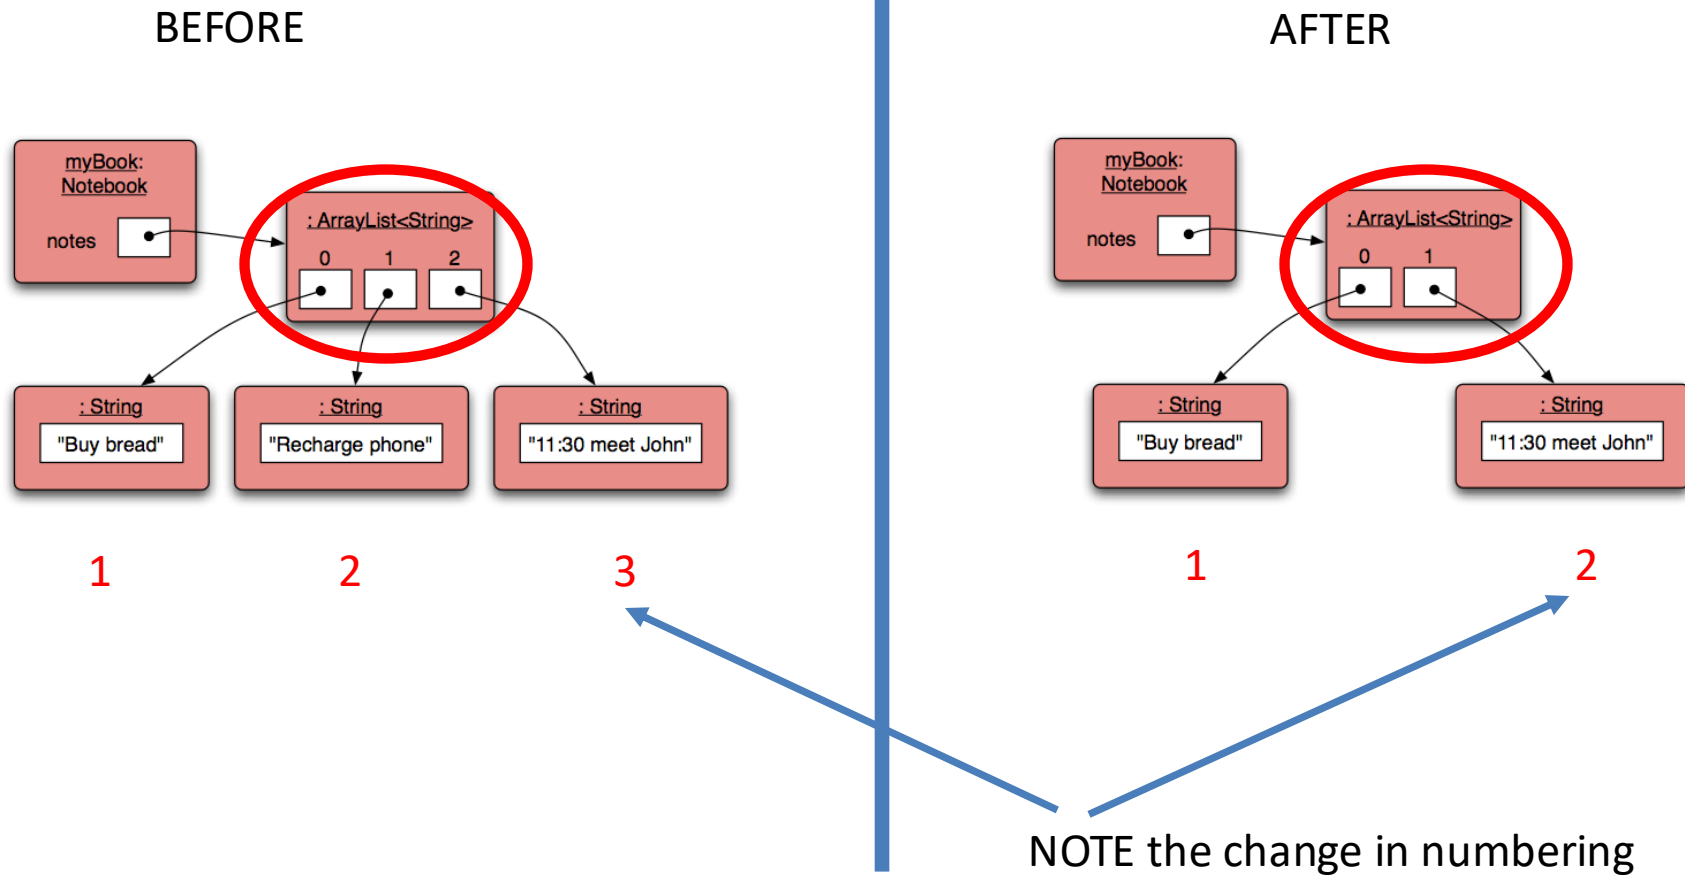 BEFORE
myBook:
Notebook
notes
: ArrayList<String>
0 1 2
: String
"Buy bread"
: String
"Recharge phone"
: String
"11:30 meet John"
1 2 3
AFTER
myBook:
Notebook
notes
: ArrayList<String>
0 1
: String
"Buy bread"
: String
"11:30 meet John"
1 2
NOTE the change in numbering